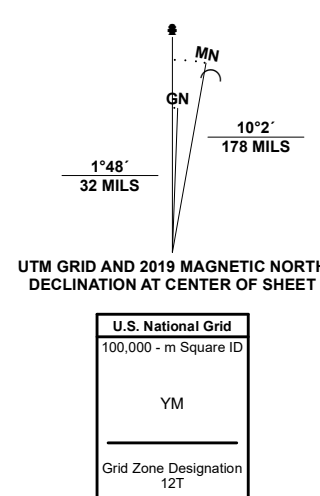 MN
GN
10°2´
178 MILS
1°48´
32 MILS
UTM GRID AND 2019 MAGNETIC NORTH
DECLINATION AT CENTER OF SHEET
U.S. National Grid
100,000 - m Square ID
YM
Grid Zone Designation
12T